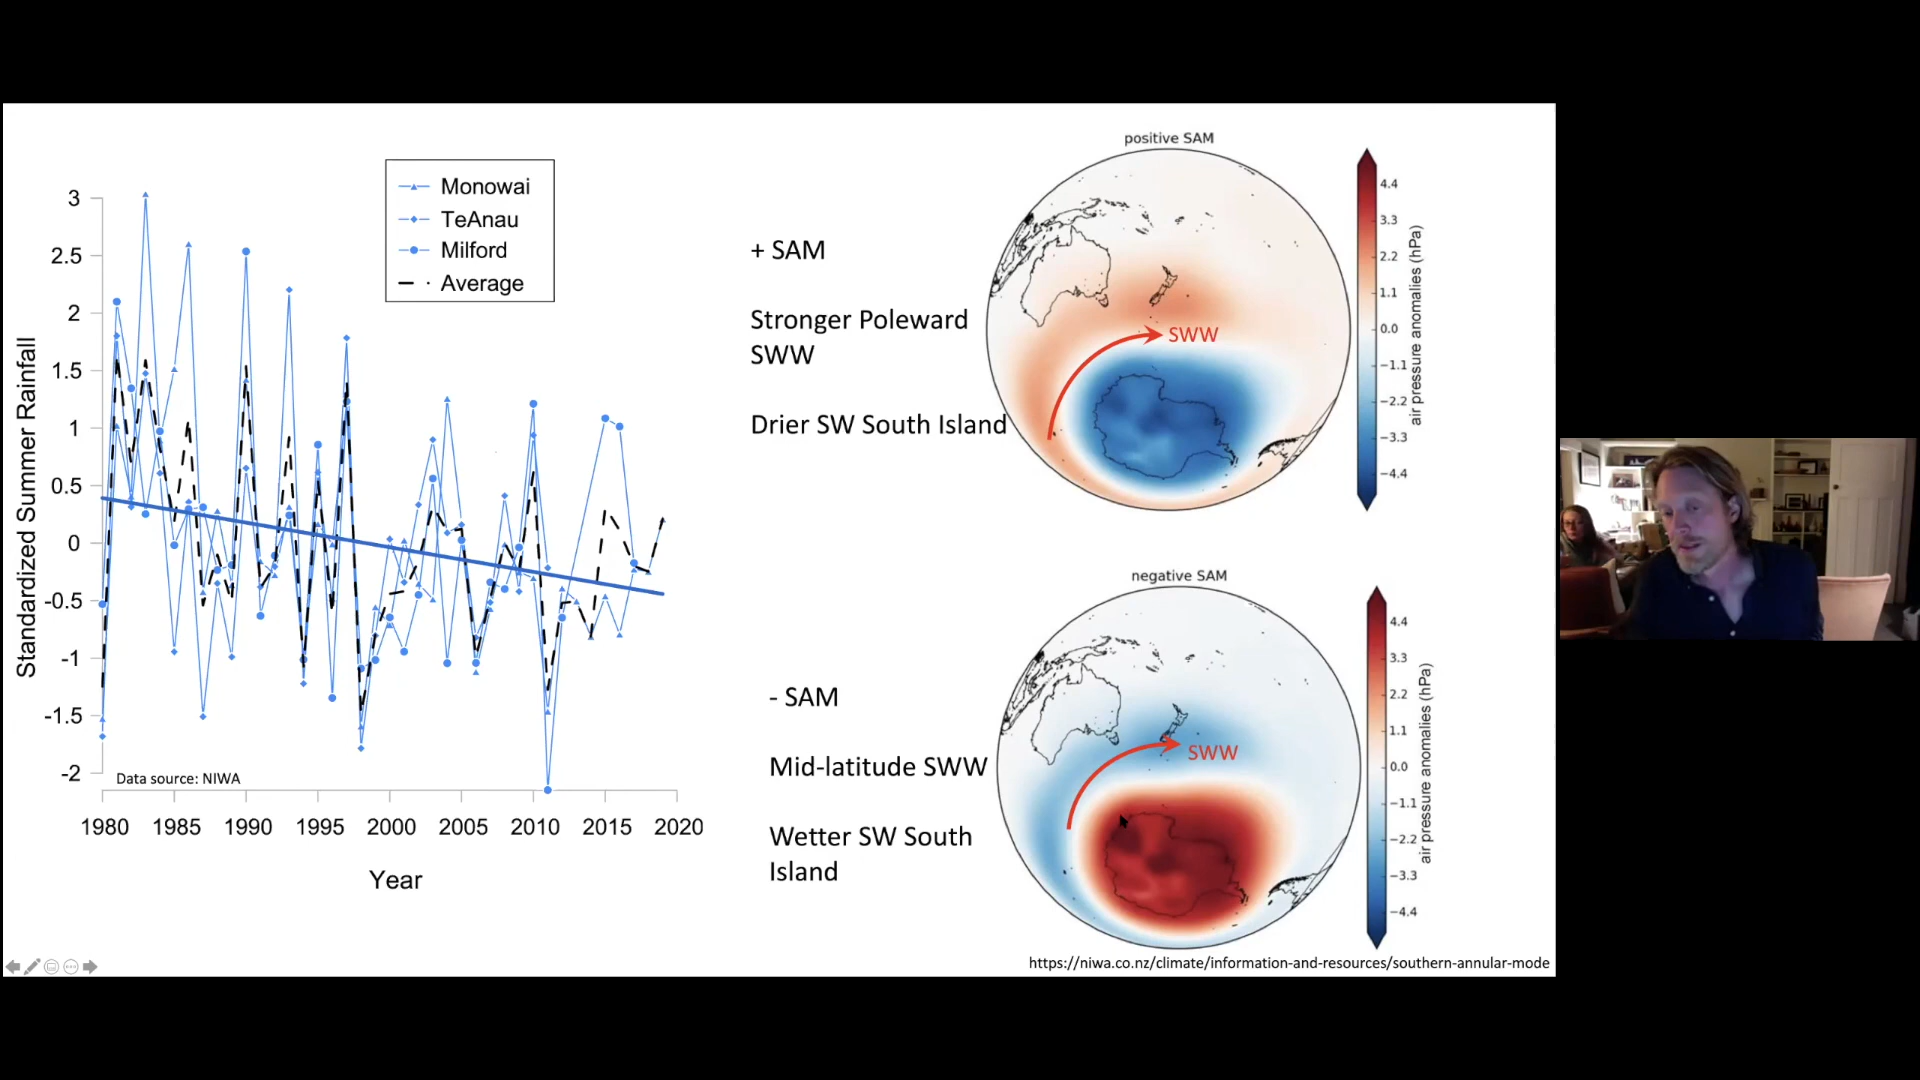 Monowai
TeAnau
Milford
Average
3
2.5
2
1.5
1
0.5
0
-0.5
-1
-1.5
-2
Standardized Summer Rainfall
Data source: NIWA
1980 1985 1990 1995 2000 2005 2010 2015 2020
Year
+ SAM
Stronger Poleward
SWW
Drier SW South Island
positive SAM
SWW
4.4
3.3
2.2
1.1
0.0
−1.1
−2.2
−3.3
−4.4
air pressure anomalies (hPa)
- SAM
Mid-latitude SWW
Wetter SW South
Island
negative SAM
SWW
4.4
3.3
2.2
1.1
0.0
−1.1
−2.2
−3.3
−4.4
air pressure anomalies (hPa)
https://niwa.co.nz/climate/information-and-resources/southern-annular-mode